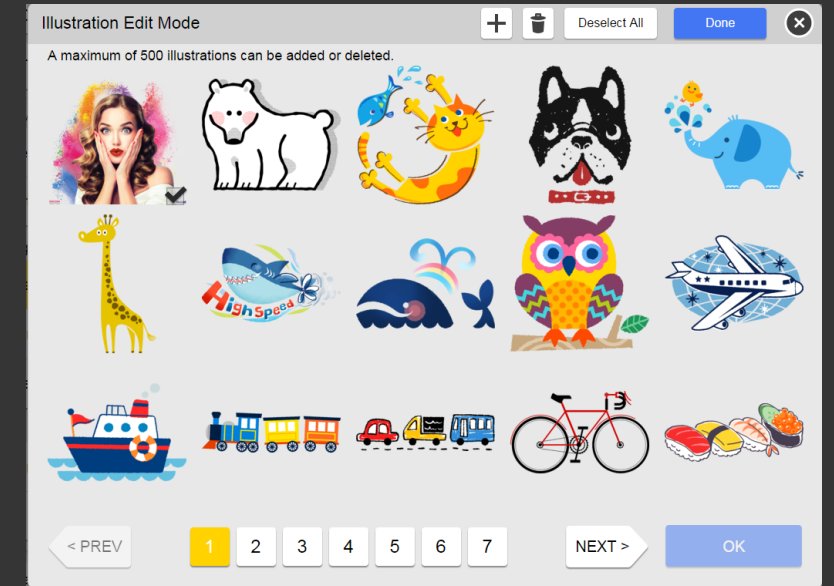 Illustration Edit Mode
Deselect All
Done
A maximum of 500 illustrations can be added or deleted.
High Speed
< PREV
1
2
3
4
5
6
7
NEXT >
OK